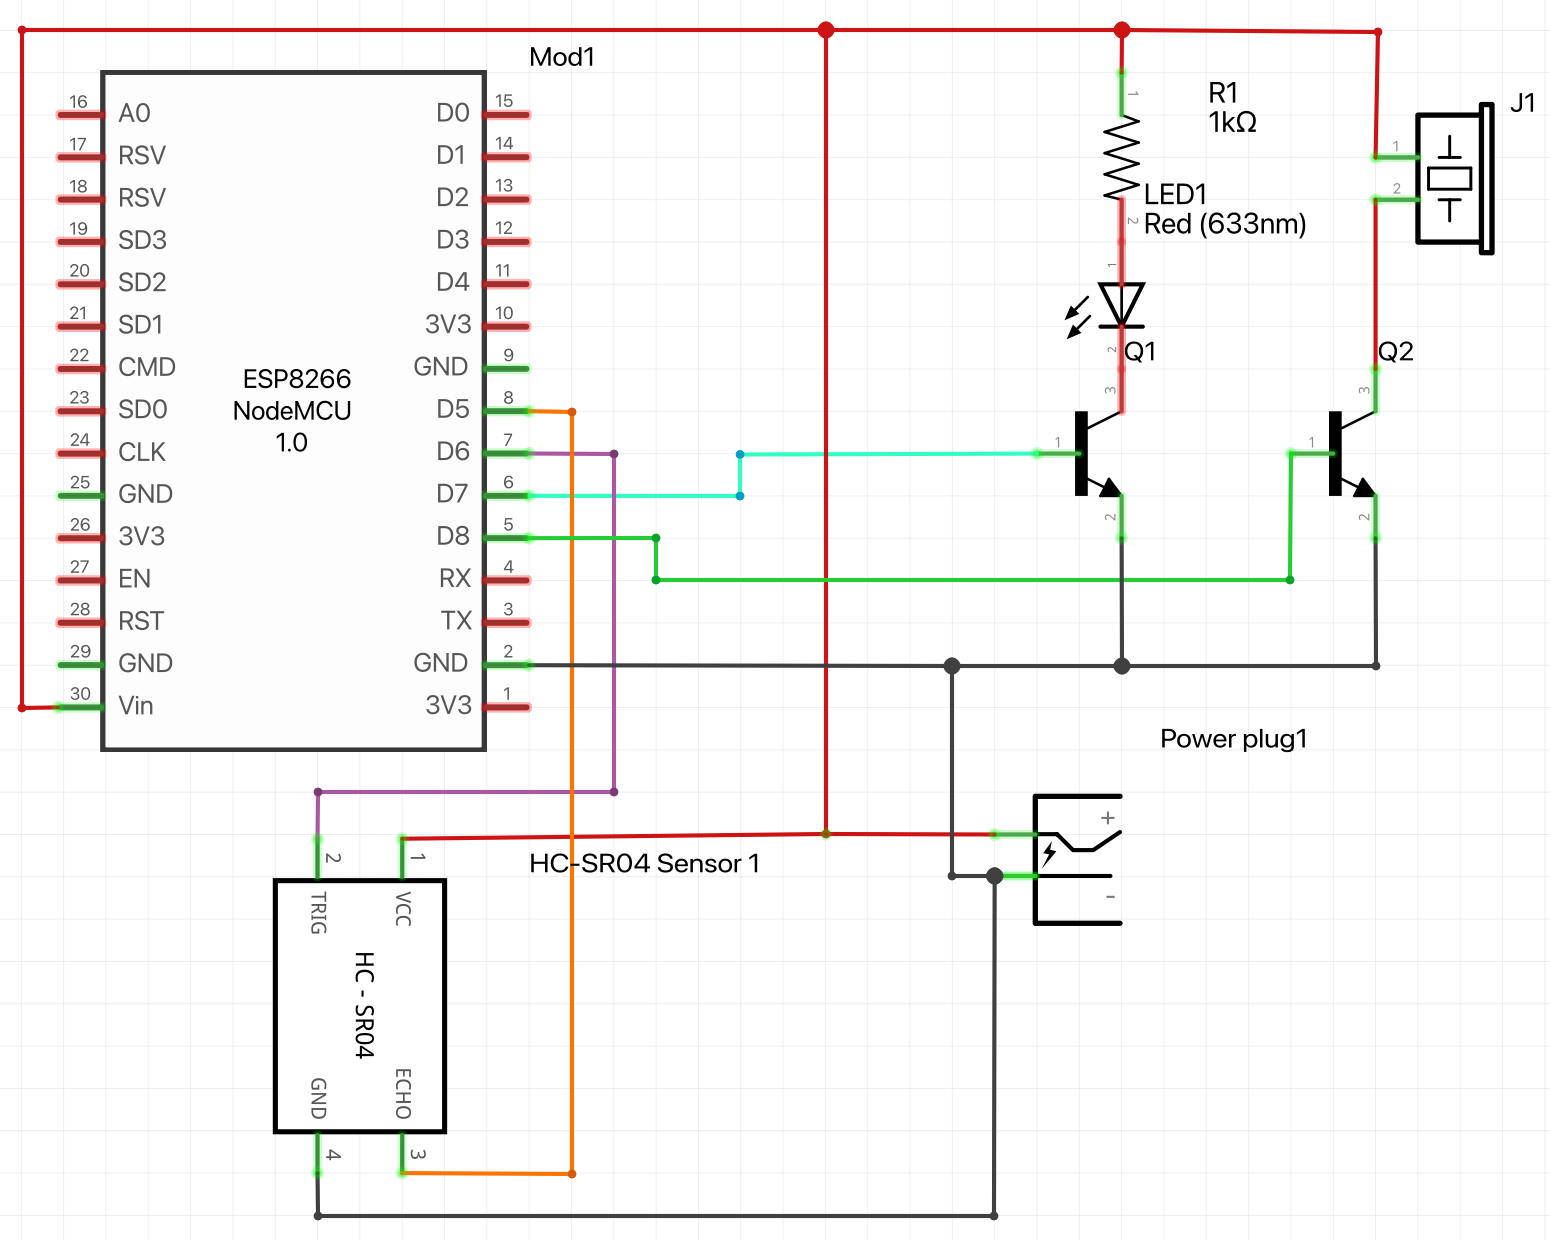 Mod1
16 A0 D0 15
17 RSV D1 14
18 RSV D2 13
19 SD3 D3 12
20 SD2 D4 11
21 SD1 3V3 10
22 CMD GND 9
23 SD0 D5 8
24 CLK D6 7
25 GND D7 6
26 3V3 D8 5
27 EN RX 4
28 RST TX 3
29 GND GND 2
30 Vin 3V3 1
ESP8266
NodeMCU
1.0
1
R1
1kΩ
2
LED1
Red (633nm)
1
2
J1
1
2
Q1
3
1
2
Q2
3
1
2
Power plug1
+
-
HC-SR04 Sensor 1
2
1
TRIG
VCC
HC - SR04
GND
ECHO
4
3